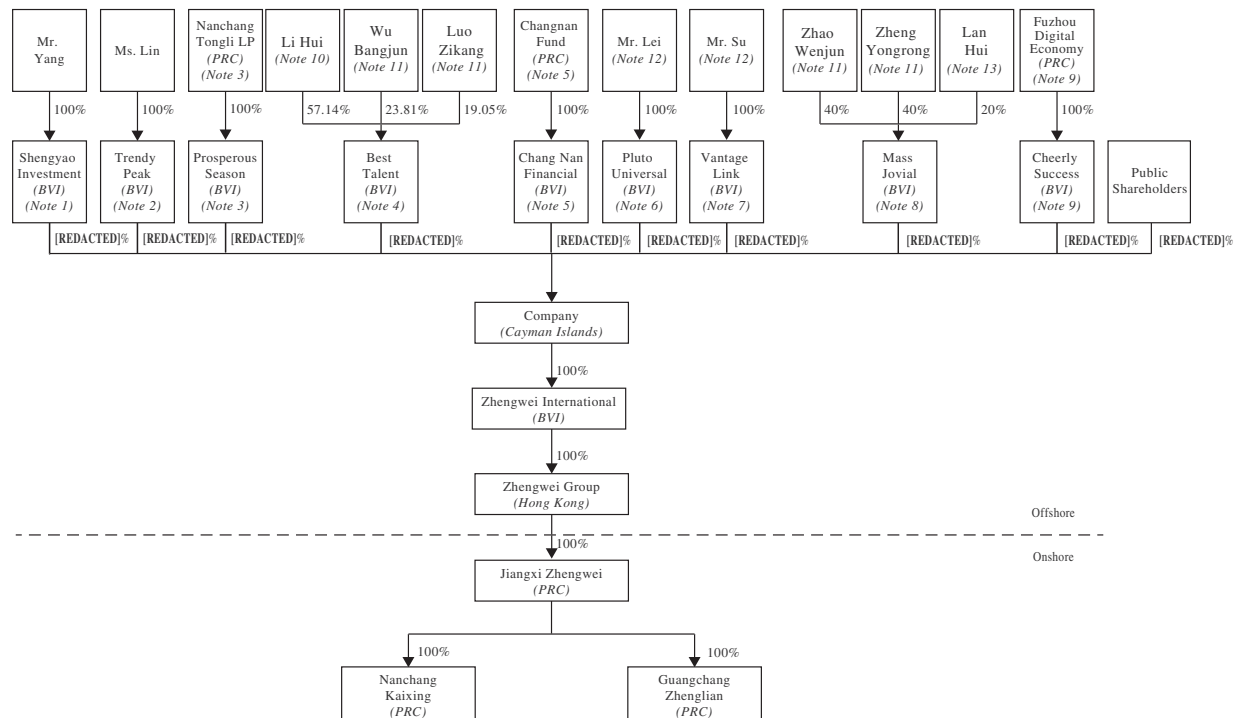 Mr.
Yang
Ms. Lin
Nanchang
Tongli LP
(PRC)
(Note 3)
Li Hui
(Note 10)
Wu
Bangjun
(Note 11)
Luo
Zikang
(Note 11)
Changnan
Fund
(PRC)
(Note 5)
Mr. Lei
(Note 12)
Mr. Su
(Note 12)
Zhao
Wenjun
(Note 11)
Zheng
Yongrong
(Note 11)
Lan
Hui
(Note 13)
Fuzhou
Digital
Economy
(PRC)
(Note 9)
100%
100%
100%
57.14%
23.81%
19.05%
100%
100%
100%
40%
40%
20%
100%
Shengyao
Investment
(BVI)
(Note 1)
Trendy
Peak
(BVI)
(Note 2)
Prosperous
Season
(BVI)
(Note 3)
Best
Talent
(BVI)
(Note 4)
Chang Nan
Financial
(BVI)
(Note 5)
Pluto
Universal
(BVI)
(Note 6)
Vantage
Link
(BVI)
(Note 7)
Mass
Jovial
(BVI)
(Note 8)
Cheerly
Success
(BVI)
(Note 9)
Public
Shareholders
[REDACTED]%
[REDACTED]%
[REDACTED]%
[REDACTED]%
[REDACTED]%
[REDACTED]%
[REDACTED]%
[REDACTED]%
[REDACTED]%
[REDACTED]%
Company
(Cayman Islands)
100%
Zhengwei International
(BVI)
100%
Zhengwei Group
(Hong Kong)
Offshore
100%
Onshore
Jiangxi Zhengwei
(PRC)
100%
100%
Nanchang
Kaixing
(PRC)
Guangchang
Zhenglian
(PRC)